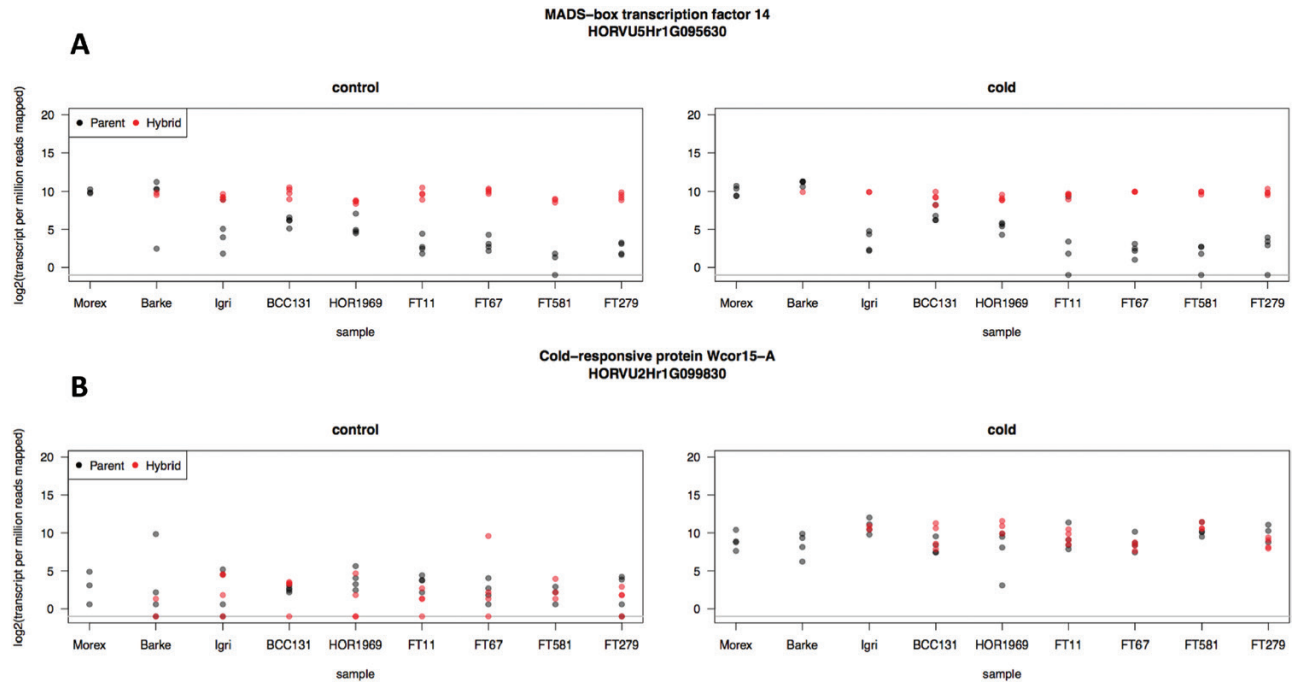 MADS-box transcription factor 14
HORVU5Hr1G095630
A
control
cold
log2(transcript per million reads mapped)
20
15
10
5
0
Parent Hybrid
Morex Barke Igri BCC131 HOR1969 FT11 FT67 FT581 FT279
sample
20
15
10
5
0
Morex Barke Igri BCC131 HOR1969 FT11 FT67 FT581 FT279
sample
Cold-responsive protein Wcor15-A
HORVU2Hr1G099830
B
control
cold
log2(transcript per million reads mapped)
20
15
10
5
0
Parent Hybrid
Morex Barke Igri BCC131 HOR1969 FT11 FT67 FT581 FT279
sample
20
15
10
5
0
Morex Barke Igri BCC131 HOR1969 FT11 FT67 FT581 FT279
sample